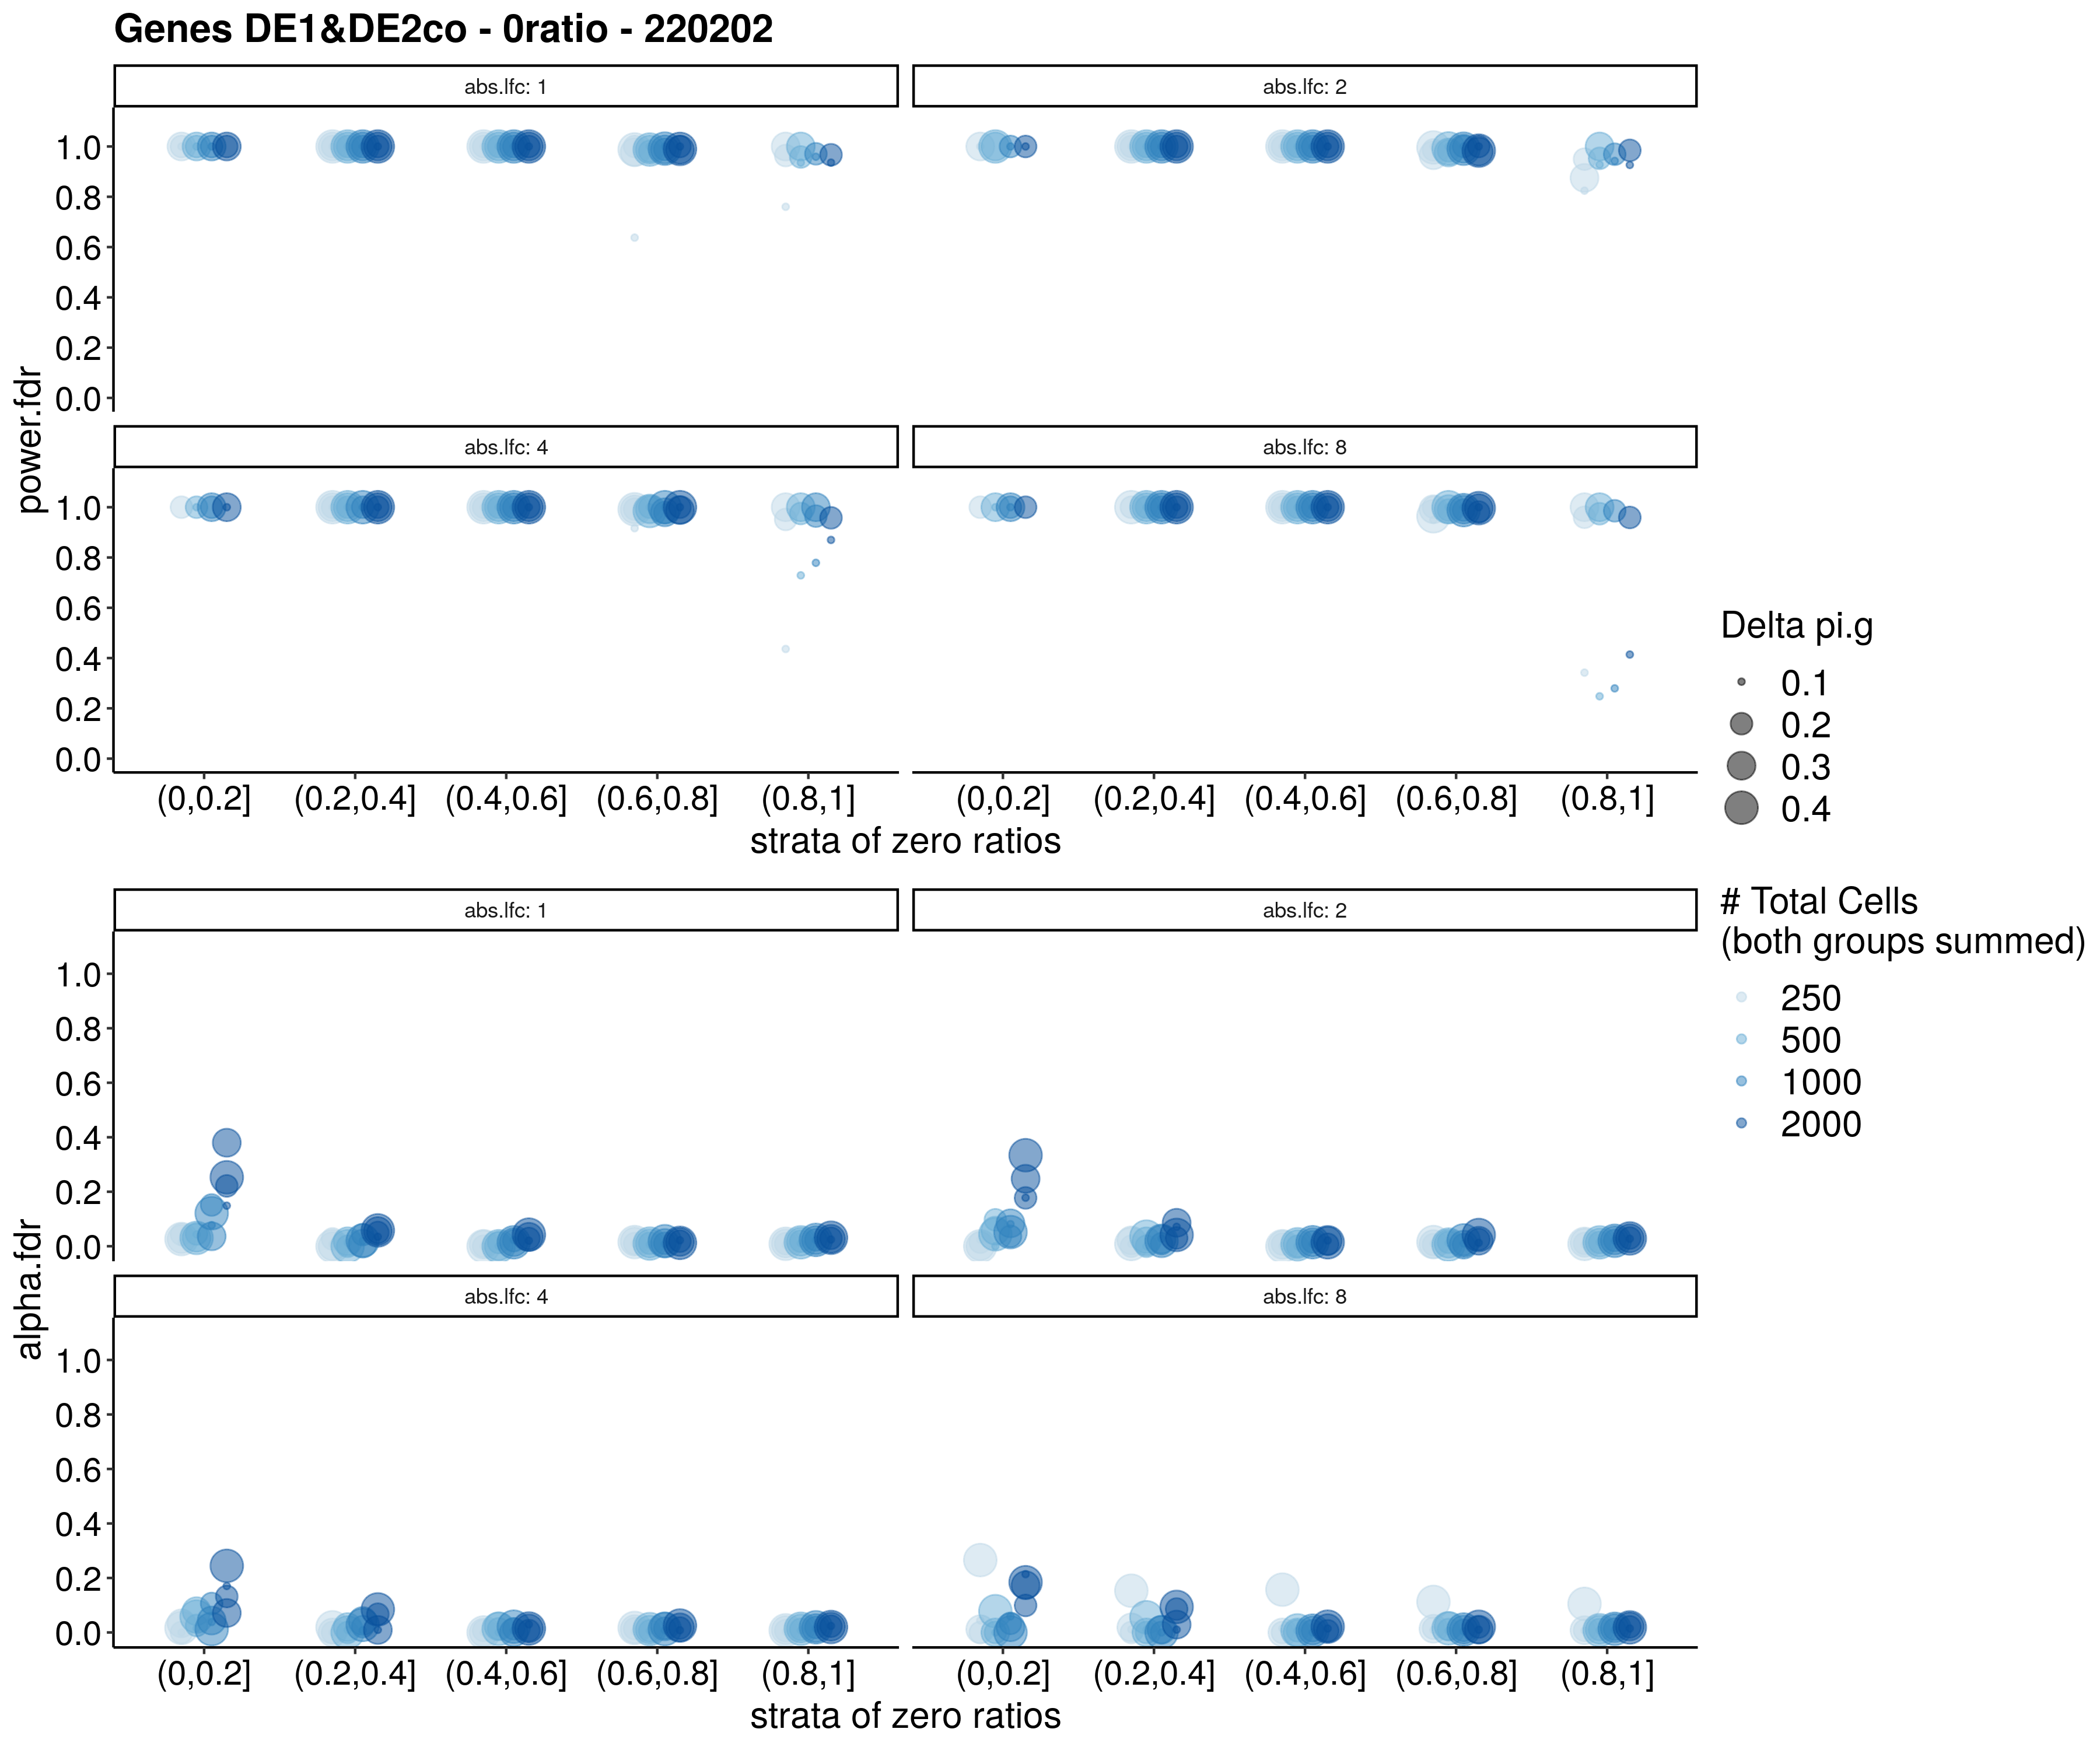 Genes DE1&DE2co - 0ratio - 220202
abs.lfc: 1
abs.lfc: 2
1.0
0.8
0.6
0.4
0.2
0.0
power.fdr
abs.lfc: 4
abs.lfc: 8
1.0
0.8
0.6
0.4
0.2
0.0
(0,0.2] (0.2,0.4] (0.4,0.6] (0.6,0.8] (0.8,1]
(0,0.2] (0.2,0.4] (0.4,0.6] (0.6,0.8] (0.8,1]
strata of zero ratios
Delta pi.g
0.1
0.2
0.3
0.4
# Total Cells
(both groups summed)
250
500
1000
2000
abs.lfc: 1
abs.lfc: 2
1.0
0.8
0.6
0.4
0.2
0.0
alpha.fdr
abs.lfc: 4
abs.lfc: 8
1.0
0.8
0.6
0.4
0.2
0.0
(0,0.2] (0.2,0.4] (0.4,0.6] (0.6,0.8] (0.8,1]
(0,0.2] (0.2,0.4] (0.4,0.6] (0.6,0.8] (0.8,1]
strata of zero ratios